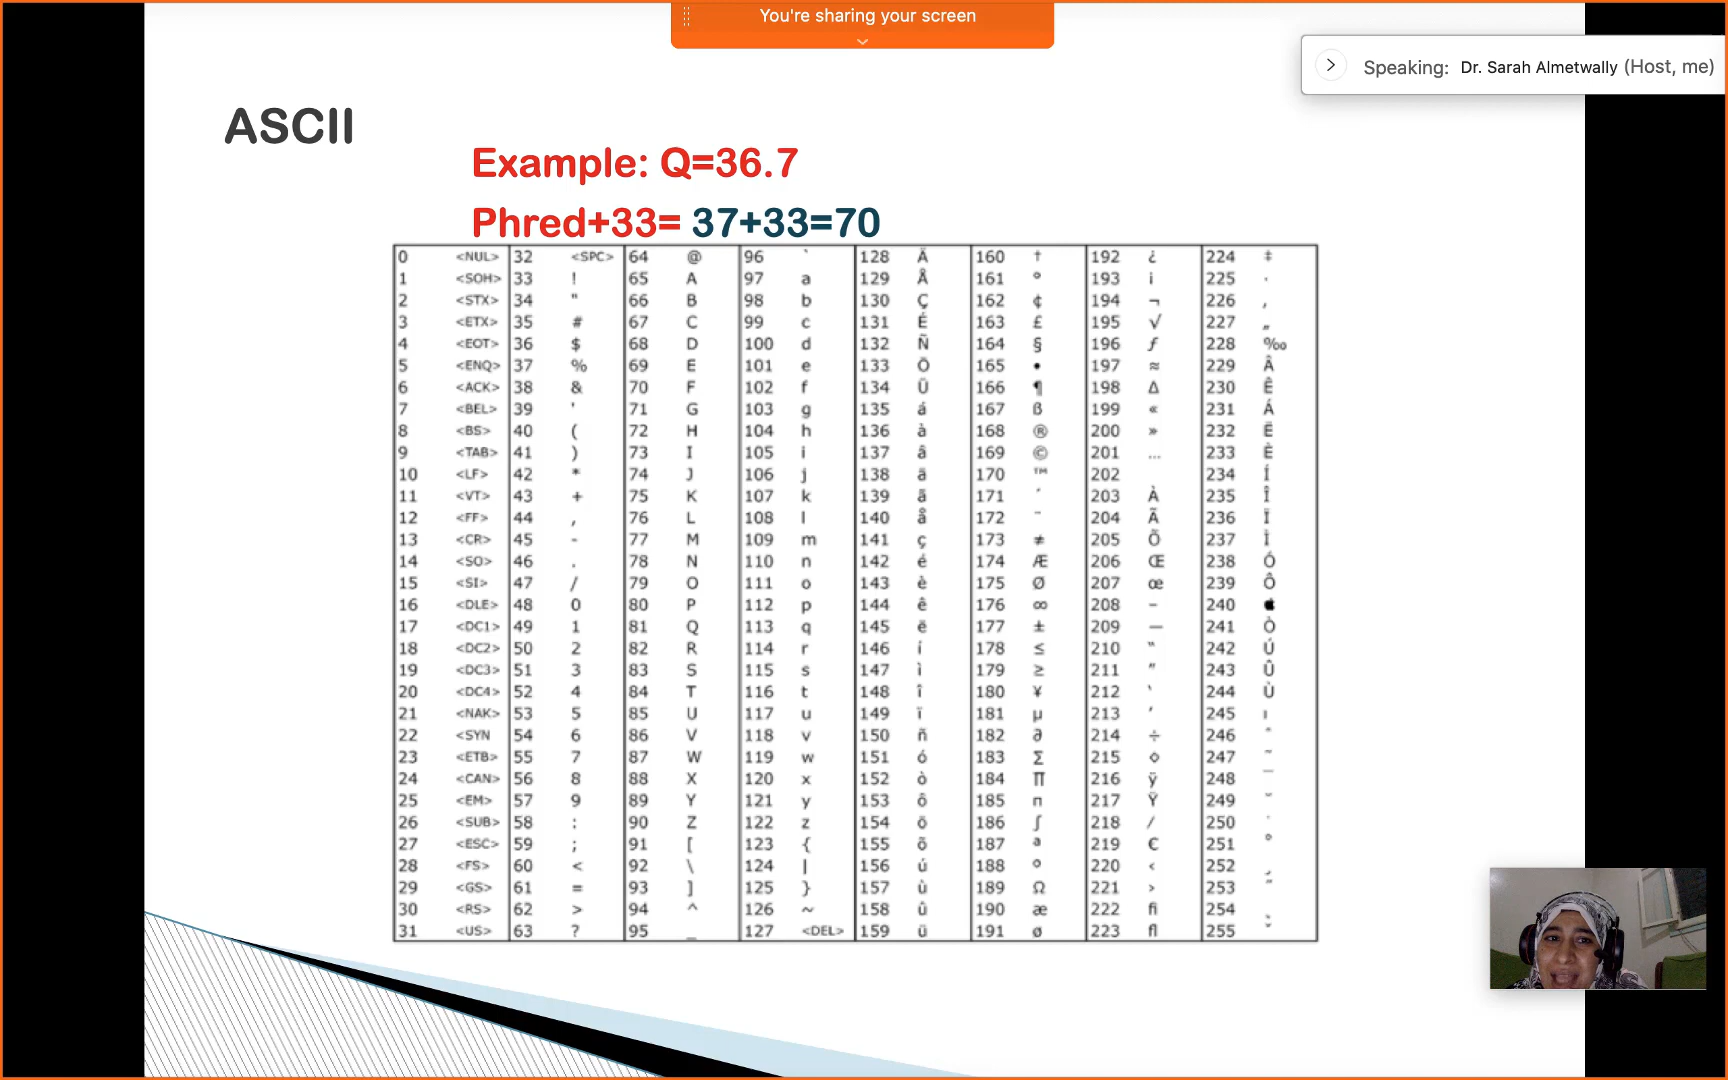 You're sharing your screen
Speaking: Dr. Sarah Almetwally (Host, me)
ASCII
Example: Q=36.7
Phred+33= 37+33=70
0 <NUL> 32 <SPC> 64 @ 96 ` 128 Ä 160 † 192 ¿ 224 ‡
1 <SOH> 33 ! 65 A 97 a 129 Å 161 ° 193 ¡ 225 ·
2 <STX> 34 " 66 B 98 b 130 Ç 162 ¢ 194 ¬ 226 ‚
3 <ETX> 35 # 67 C 99 c 131 É 163 £ 195 √ 227 „
4 <EOT> 36 $ 68 D 100 d 132 Ñ 164 § 196 ƒ 228 ‰
5 <ENQ> 37 % 69 E 101 e 133 Ö 165 • 197 ≈ 229 Â
6 <ACK> 38 & 70 F 102 f 134 Ü 166 ¶ 198 ∆ 230 Ê
7 <BEL> 39 ' 71 G 103 g 135 á 167 ß 199 « 231 Á
8 <BS> 40 ( 72 H 104 h 136 à 168 ® 200 » 232 Ë
9 <TAB> 41 ) 73 I 105 i 137 â 169 © 201 … 233 È
10 <LF> 42 * 74 J 106 j 138 ä 170 ™ 202 234 Í
11 <VT> 43 + 75 K 107 k 139 ã 171 ´ 203 À 235 Î
12 <FF> 44 , 76 L 108 l 140 å 172 ¨ 204 Ã 236 Ï
13 <CR> 45 - 77 M 109 m 141 ç 173 ≠ 205 Õ 237 Ì
14 <SO> 46 . 78 N 110 n 142 é 174 Æ 206 Œ 238 Ó
15 <SI> 47 / 79 O 111 o 143 è 175 Ø 207 œ 239 Ô
16 <DLE> 48 0 80 P 112 p 144 ê 176 ∞ 208 – 240
17 <DC1> 49 1 81 Q 113 q 145 ë 177 ± 209 — 241 Ò
18 <DC2> 50 2 82 R 114 r 146 í 178 ≤ 210 “ 242 Ú
19 <DC3> 51 3 83 S 115 s 147 ì 179 ≥ 211 ” 243 Û
20 <DC4> 52 4 84 T 116 t 148 î 180 ¥ 212 ‘ 244 Ù
21 <NAK> 53 5 85 U 117 u 149 ï 181 µ 213 ’ 245 ı
22 <SYN 54 6 86 V 118 v 150 ñ 182 ∂ 214 ÷ 246 ˆ
23 <ETB> 55 7 87 W 119 w 151 ó 183 ∑ 215 ◊ 247 ˜
24 <CAN> 56 8 88 X 120 x 152 ò 184 ∏ 216 ÿ 248 ¯
25 <EM> 57 9 89 Y 121 y 153 ô 185 π 217 Ÿ 249 ˘
26 <SUB> 58 : 90 Z 122 z 154 ö 186 ∫ 218 / 250 ˙
27 <ESC> 59 ; 91 [ 123 { 155 õ 187 ª 219 € 251 °
28 <FS> 60 < 92 \ 124 | 156 ú 188 º 220 ‹ 252 ¸
29 <GS> 61 = 93 ] 125 } 157 ù 189 Ω 221 › 253 ˝
30 <RS> 62 > 94 ^ 126 ~ 158 û 190 æ 222 ﬁ 254 ˛
31 <US> 63 ? 95 _ 127 <DEL> 159 ü 191 ø 223 ﬂ 255 ˇ